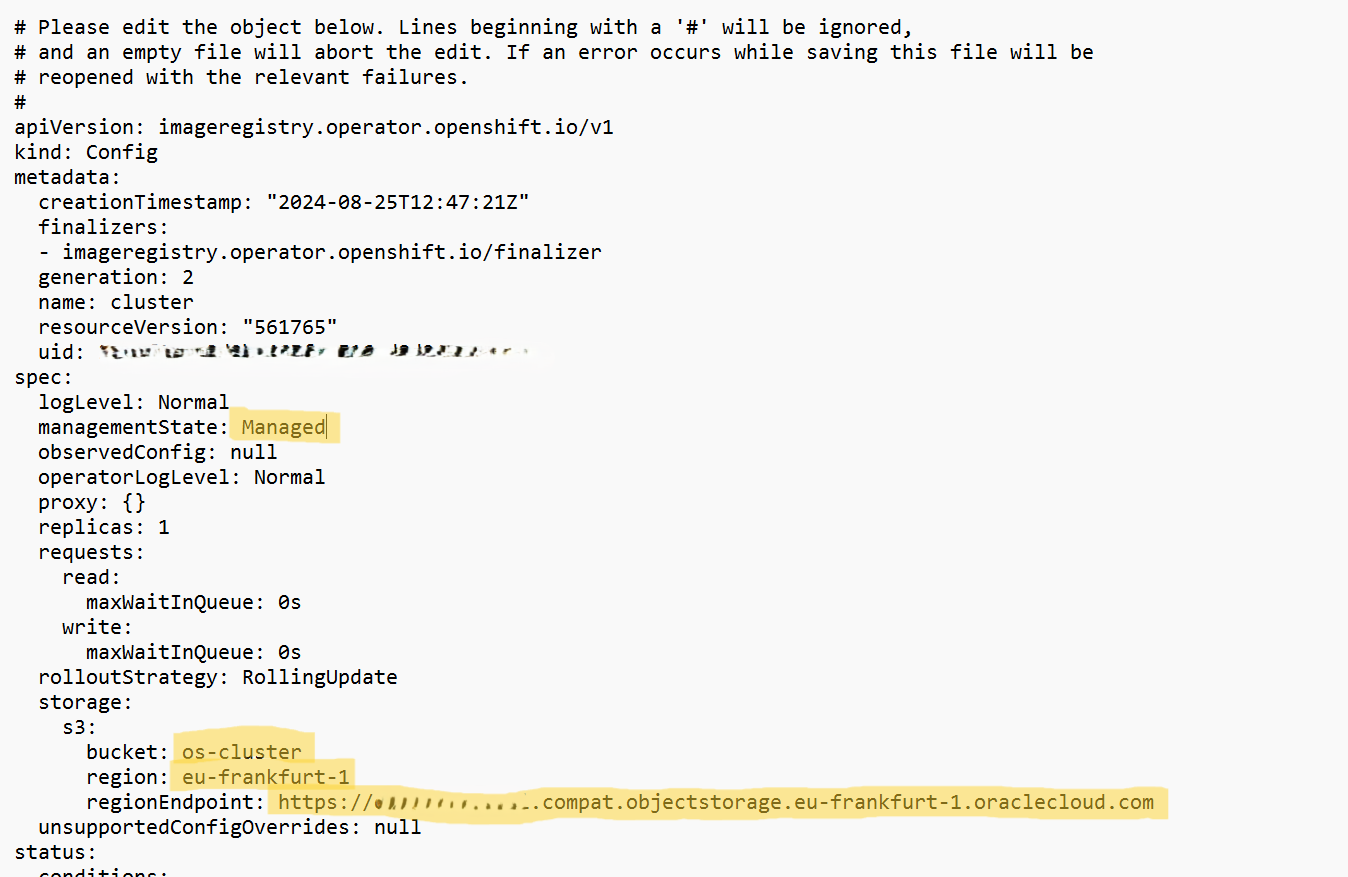 # Please edit the object below. Lines beginning with a '#' will be ignored,
# and an empty file will abort the edit. If an error occurs while saving this file will be
# reopened with the relevant failures.
#
apiVersion: imageregistry.operator.openshift.io/v1
kind: Config
metadata:
  creationTimestamp: "2024-08-25T12:47:21Z"
  finalizers:
  - imageregistry.operator.openshift.io/finalizer
  generation: 2
  name: cluster
  resourceVersion: "561765"
  uid:
spec:
  logLevel: Normal
  managementState: Managed
  observedConfig: null
  operatorLogLevel: Normal
  proxy: {}
  replicas: 1
  requests:
    read:
      maxWaitInQueue: 0s
    write:
      maxWaitInQueue: 0s
  rolloutStrategy: RollingUpdate
  storage:
    s3:
      bucket: os-cluster
      region: eu-frankfurt-1
      regionEndpoint: https://.compat.objectstorage.eu-frankfurt-1.oraclecloud.com
  unsupportedConfigOverrides: null
status:
  conditions: